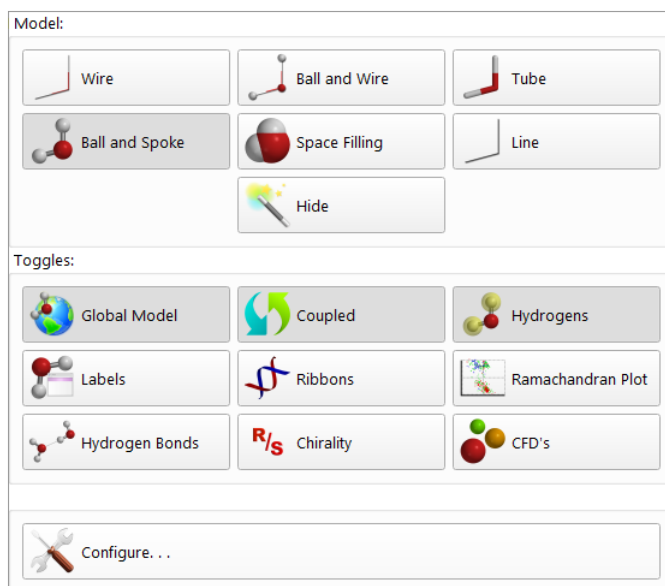 Model:
Wire
Ball and Wire
Tube
Ball and Spoke
Space Filling
Line
Hide
Toggles:
Global Model
Coupled
Hydrogens
Labels
Ribbons
Ramachandran Plot
Hydrogen Bonds
R/S
Chirality
CFD's
Configure. . .